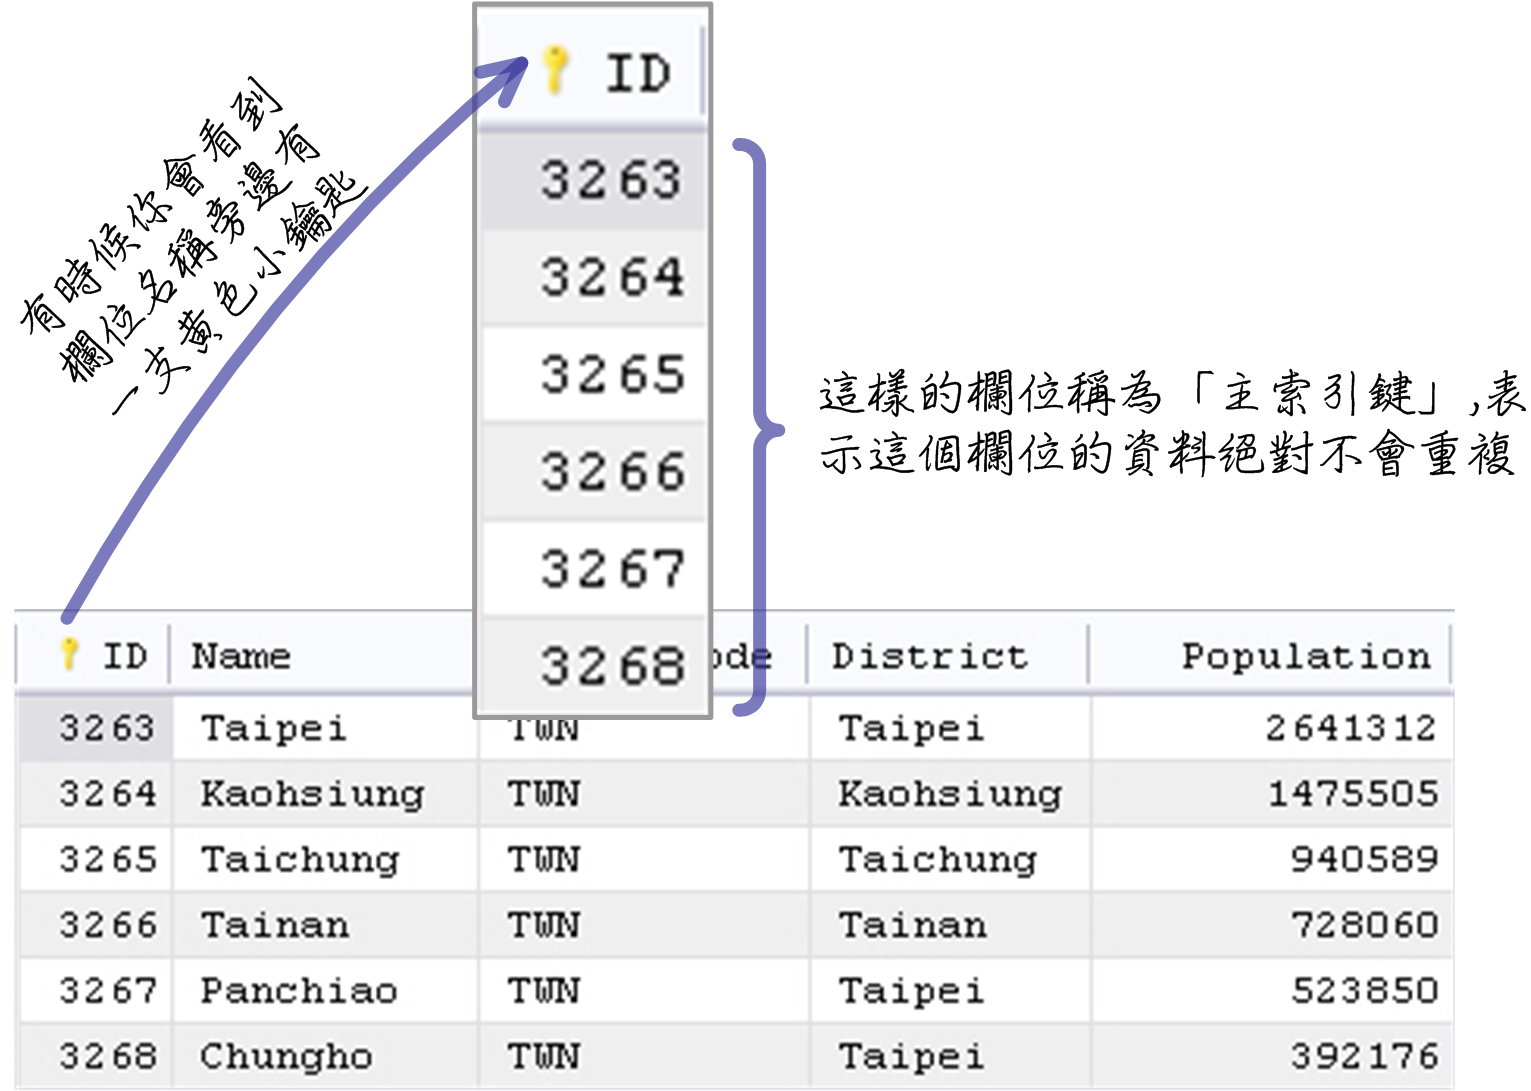 有時候你會看到
欄位名稱旁邊有
一支黃色小鑰匙
ID
3263
3264
3265
3266
3267
3268
這樣的欄位稱為「主索引鍵」,表
示這個欄位的資料絕對不會重複
ID Name ode District Population
3263 Taipei TWN Taipei 2641312
3264 Kaohsiung TWN Kaohsiung 1475505
3265 Taichung TWN Taichung 940589
3266 Tainan TWN Tainan 728060
3267 Panchiao TWN Taipei 523850
3268 Chungho TWN Taipei 392176